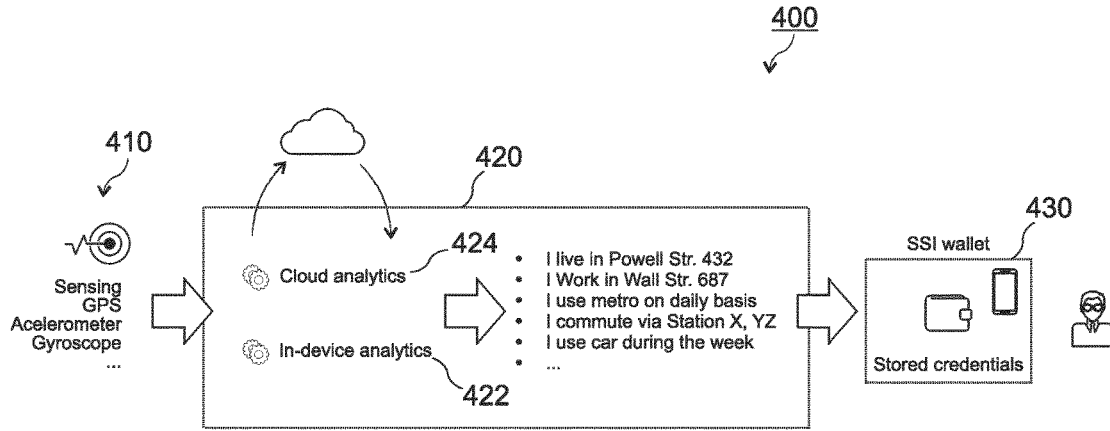 400
410
Sensing
GPS
Acelerometer
Gyroscope
...
420
Cloud analytics
424
In-device analytics
422
• I live in Powell Str. 432
• I Work in Wall Str. 687
• I use metro on daily basis
• I commute via Station X, YZ
• I use car during the week
• ...
430
SSI wallet
Stored credentials